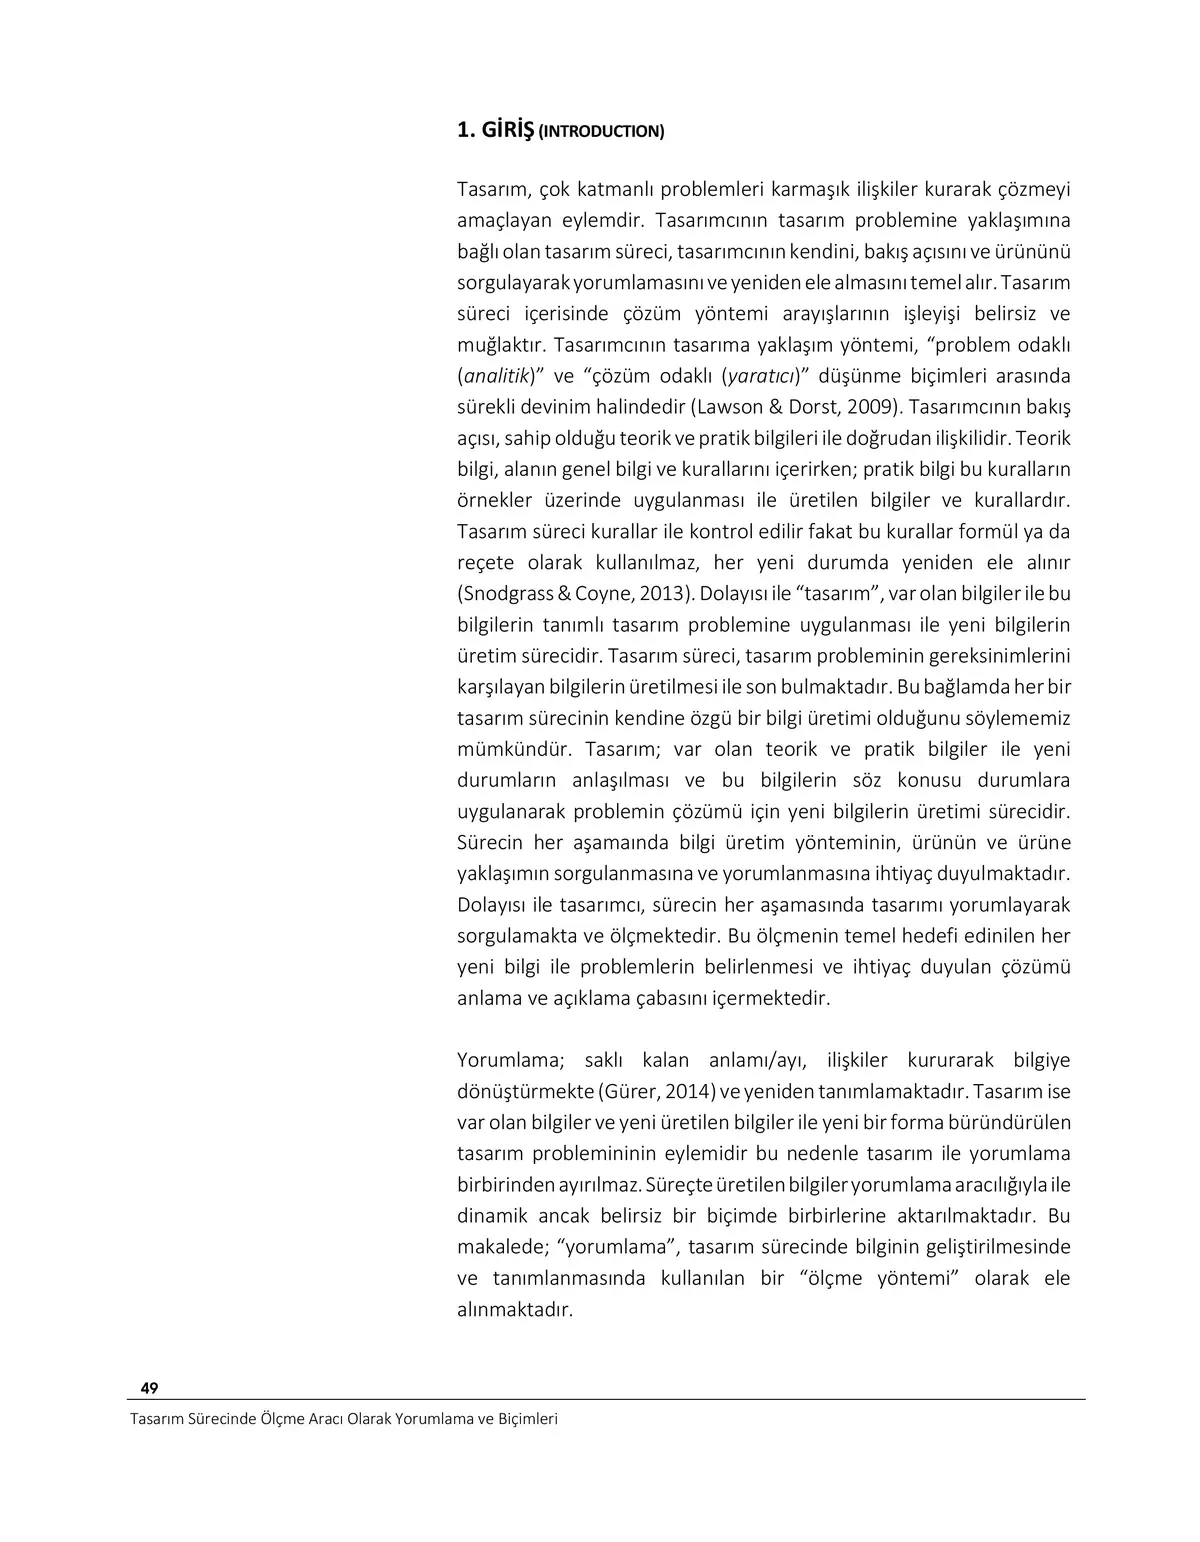 1. GİRİŞ (INTRODUCTION)
Tasarım, çok katmanlı problemleri karmaşık ilişkiler kurarak çözmeyi
amaçlayan eylemdir. Tasarımcının tasarım problemine yaklaşımına
bağlı olan tasarım süreci, tasarımcının kendini, bakış açısını ve ürününü
sorgulayarak yorumlamasını ve yeniden ele almasını temel alır. Tasarım
süreci içerisinde çözüm yöntemi arayışlarının işleyişi belirsiz ve
muğlaktır. Tasarımcının tasarıma yaklaşım yöntemi, “problem odaklı
(analitik)” ve “çözüm odaklı (yaratıcı)” düşünme biçimleri arasında
sürekli devinim halindedir (Lawson & Dorst, 2009). Tasarımcının bakış
açısı, sahip olduğu teorik ve pratik bilgileri ile doğrudan ilişkilidir. Teorik
bilgi, alanın genel bilgi ve kurallarını içerirken; pratik bilgi bu kuralların
örnekler üzerinde uygulanması ile üretilen bilgiler ve kurallardır.
Tasarım süreci kurallar ile kontrol edilir fakat bu kurallar formül ya da
reçete olarak kullanılmaz, her yeni durumda yeniden ele alınır
(Snodgrass & Coyne, 2013). Dolayısı ile “tasarım”, var olan bilgiler ile bu
bilgilerin tanımlı tasarım problemine uygulanması ile yeni bilgilerin
üretim sürecidir. Tasarım süreci, tasarım probleminin gereksinimlerini
karşılayan bilgilerin üretilmesi ile son bulmaktadır. Bu bağlamda her bir
tasarım sürecinin kendine özgü bir bilgi üretimi olduğunu söylememiz
mümkündür. Tasarım; var olan teorik ve pratik bilgiler ile yeni
durumların anlaşılması ve bu bilgilerin söz konusu durumlara
uygulanarak problemin çözümü için yeni bilgilerin üretimi sürecidir.
Sürecin her aşamaında bilgi üretim yönteminin, ürünün ve ürüne
yaklaşımın sorgulanmasına ve yorumlanmasına ihtiyaç duyulmaktadır.
Dolayısı ile tasarımcı, sürecin her aşamasında tasarımı yorumlayarak
sorgulamakta ve ölçmektedir. Bu ölçmenin temel hedefi edinilen her
yeni bilgi ile problemlerin belirlenmesi ve ihtiyaç duyulan çözümü
anlama ve açıklama çabasını içermektedir.
Yorumlama; saklı kalan anlamı/ayı, ilişkiler kururarak bilgiye
dönüştürmekte (Gürer, 2014) ve yeniden tanımlamaktadır. Tasarım ise
var olan bilgiler ve yeni üretilen bilgiler ile yeni bir forma büründürülen
tasarım problemininin eylemidir bu nedenle tasarım ile yorumlama
birbirinden ayırılmaz. Süreçte üretilen bilgiler yorumlama aracılığıyla ile
dinamik ancak belirsiz bir biçimde birbirlerine aktarılmaktadır. Bu
makalede; “yorumlama”, tasarım sürecinde bilginin geliştirilmesinde
ve tanımlanmasında kullanılan bir “ölçme yöntemi” olarak ele
alınmaktadır.
49
Tasarım Sürecinde Ölçme Aracı Olarak Yorumlama ve Biçimleri